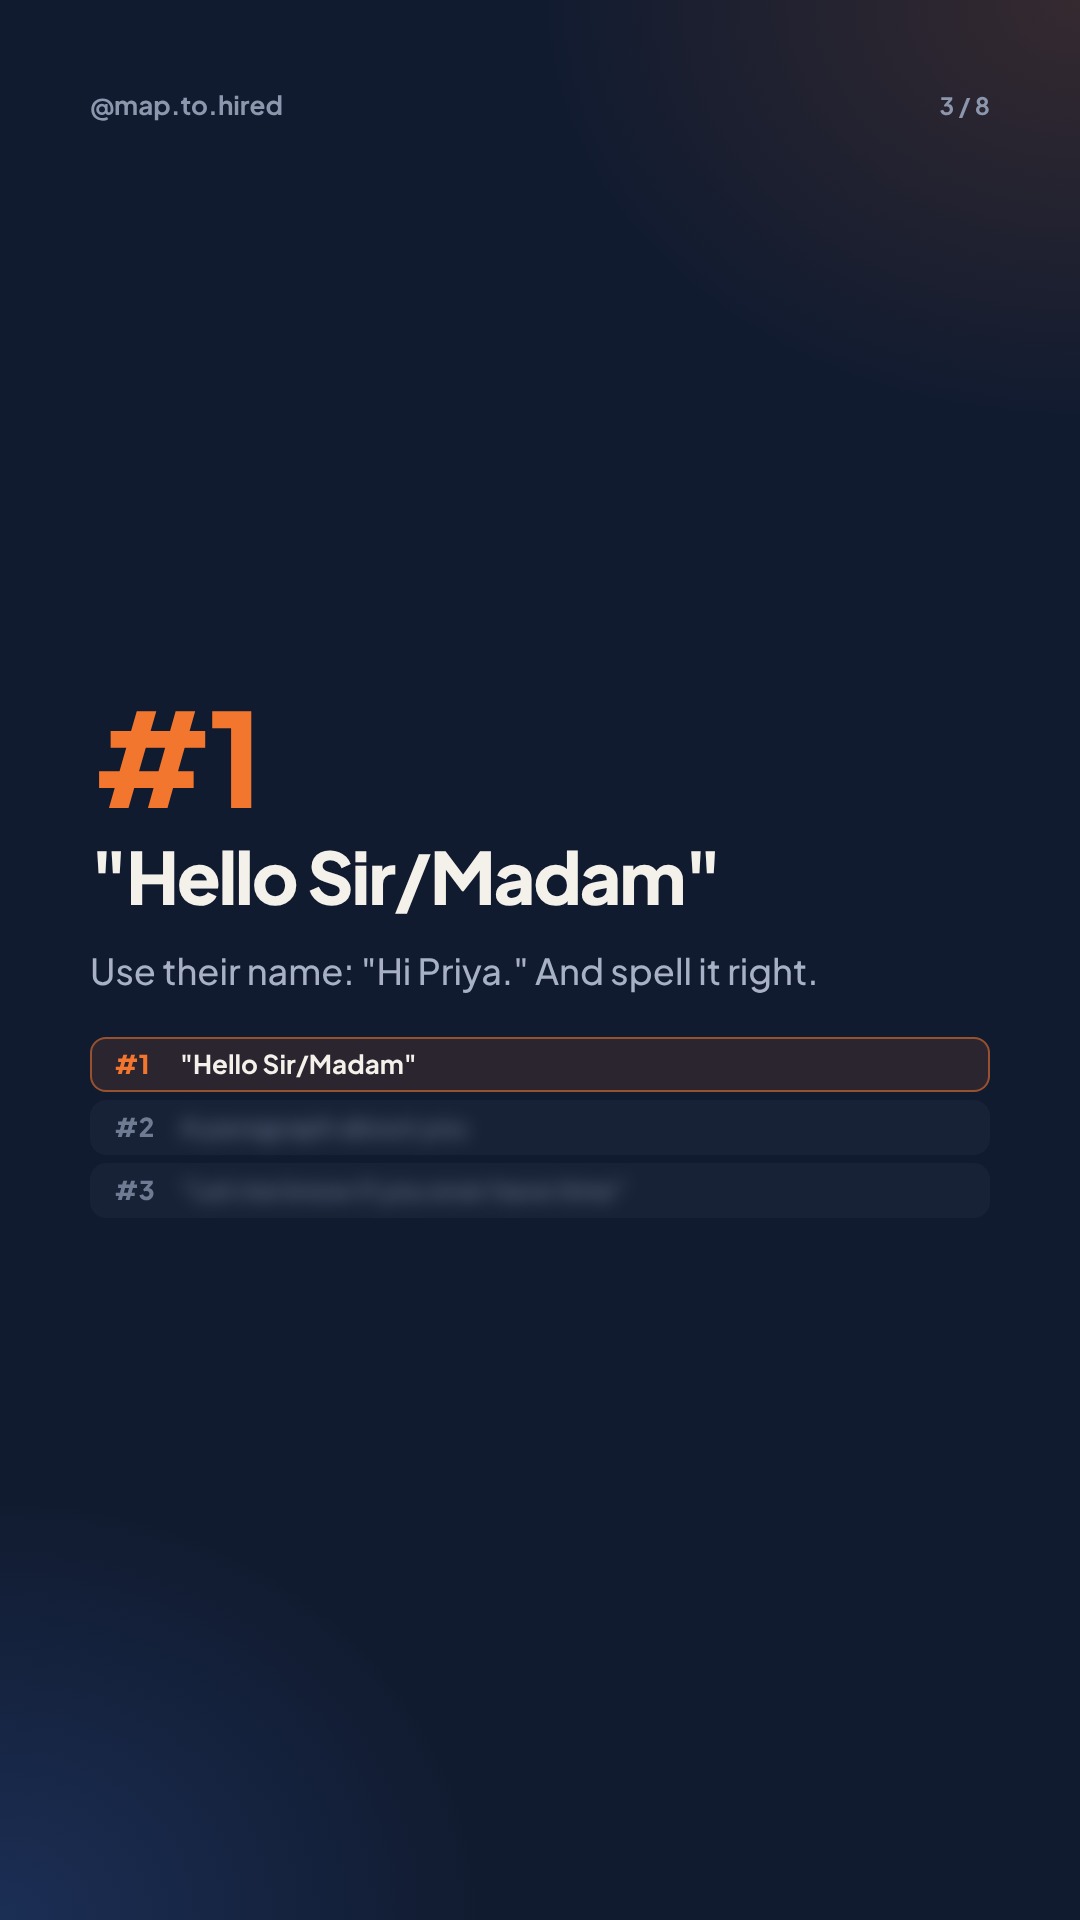 @map.to.hired
3 / 8
#1
"Hello Sir/Madam"
Use their name: "Hi Priya." And spell it right.
#1 "Hello Sir/Madam"
#2
#3